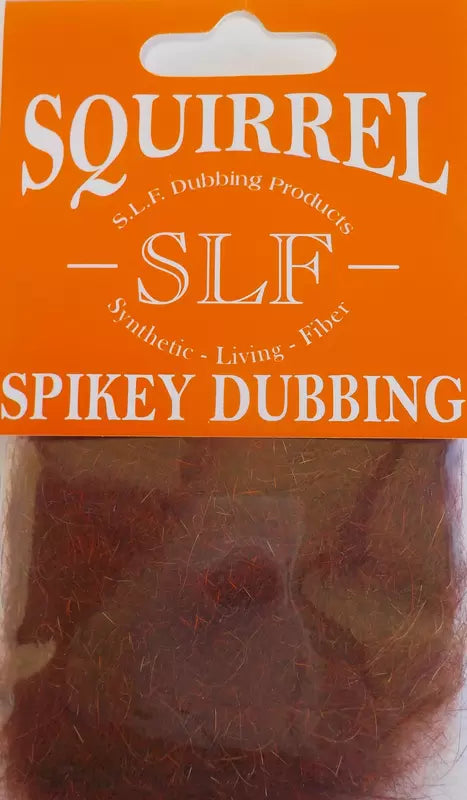 SQUIRREL
S.L.F. Dubbing Products
SLF
Synthetic - Living - Fiber
SPIKEY DUBBING